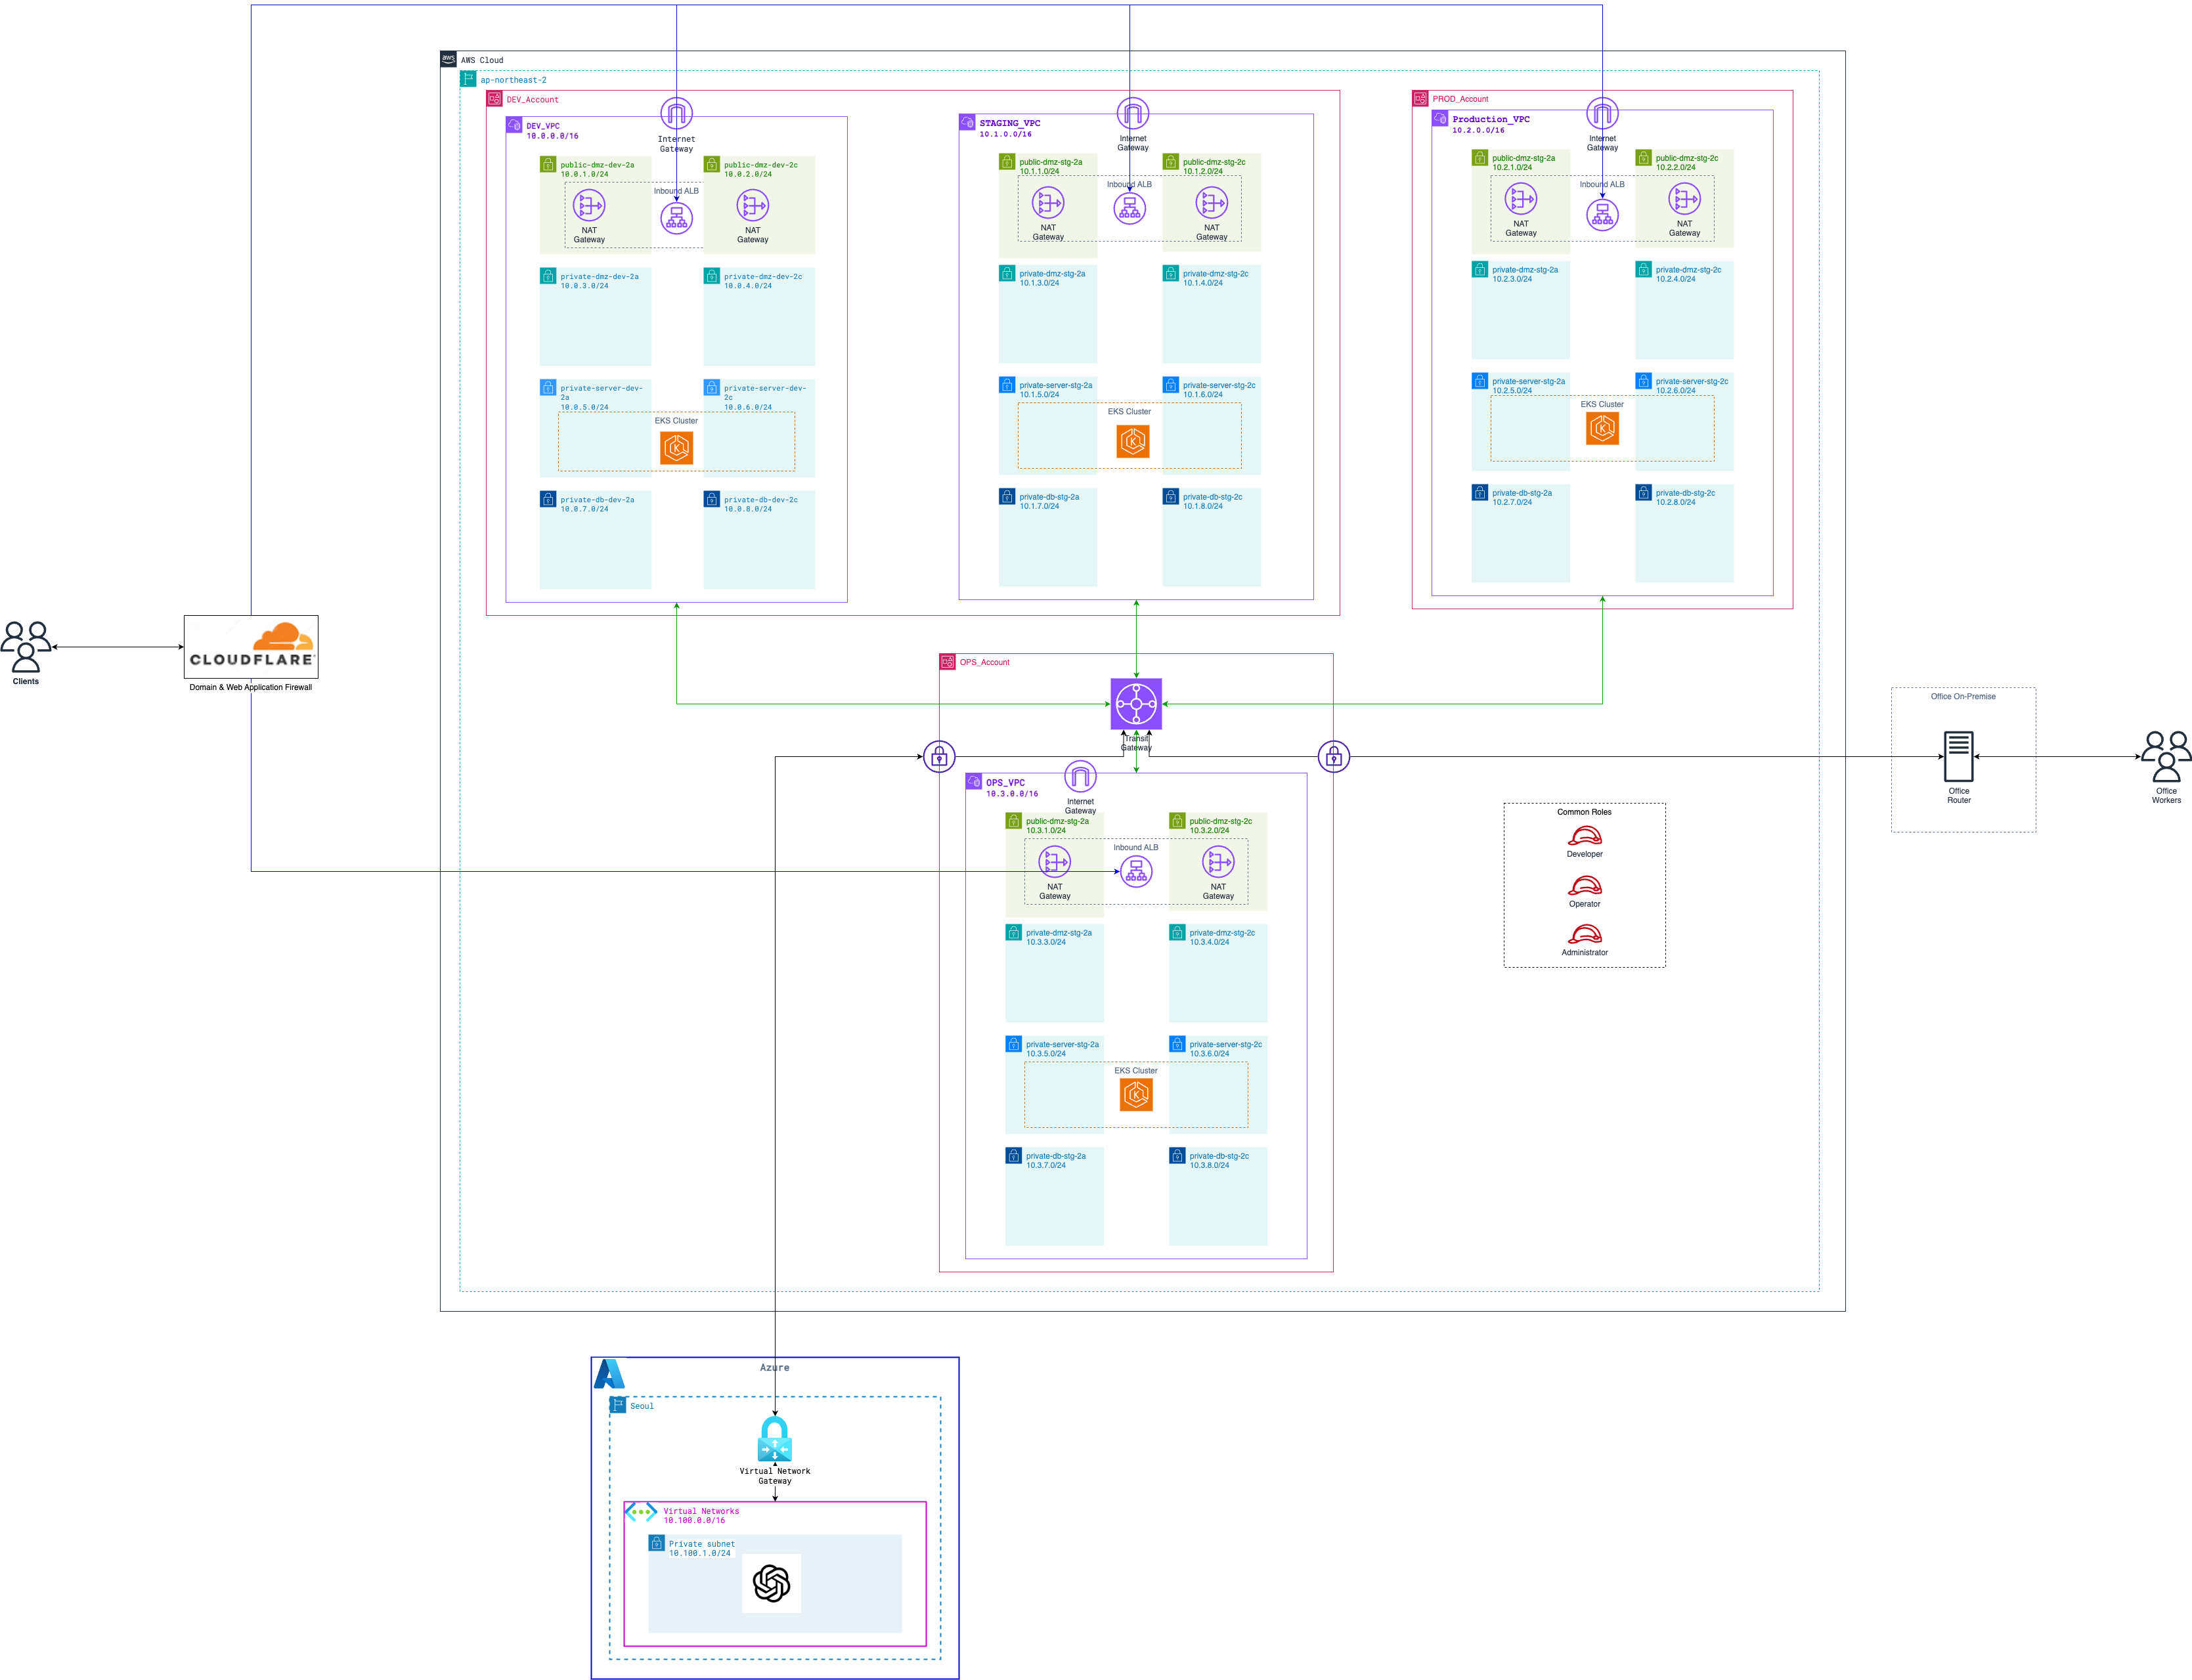 AWS Cloud
ap-northeast-2
DEV_Account
DEV_VPC
10.0.0.0/16
Internet
Gateway
public-dmz-dev-2a
10.0.1.0/24
public-dmz-dev-2c
10.0.2.0/24
Inbound ALB
NAT
Gateway
NAT
Gateway
private-dmz-dev-2a
10.0.3.0/24
private-dmz-dev-2c
10.0.4.0/24
private-server-dev-
2a
10.0.5.0/24
private-server-dev-
2c
10.0.6.0/24
EKS Cluster
private-db-dev-2a
10.0.7.0/24
private-db-dev-2c
10.0.8.0/24
STAGING_VPC
10.1.0.0/16
Internet
Gateway
public-dmz-stg-2a
10.1.1.0/24
public-dmz-stg-2c
10.1.2.0/24
Inbound ALB
NAT
Gateway
NAT
Gateway
private-dmz-stg-2a
10.1.3.0/24
private-dmz-stg-2c
10.1.4.0/24
private-server-stg-2a
10.1.5.0/24
private-server-stg-2c
10.1.6.0/24
EKS Cluster
private-db-stg-2a
10.1.7.0/24
private-db-stg-2c
10.1.8.0/24
PROD_Account
Production_VPC
10.2.0.0/16
Internet
Gateway
public-dmz-stg-2a
10.2.1.0/24
public-dmz-stg-2c
10.2.2.0/24
Inbound ALB
NAT
Gateway
NAT
Gateway
private-dmz-stg-2a
10.2.3.0/24
private-dmz-stg-2c
10.2.4.0/24
private-server-stg-2a
10.2.5.0/24
private-server-stg-2c
10.2.6.0/24
EKS Cluster
private-db-stg-2a
10.2.7.0/24
private-db-stg-2c
10.2.8.0/24
Clients
CLOUDFLARE
Domain & Web Application Firewall
OPS_Account
Transit
Gateway
OPS_VPC
10.3.0.0/16
Internet
Gateway
public-dmz-stg-2a
10.3.1.0/24
public-dmz-stg-2c
10.3.2.0/24
Inbound ALB
NAT
Gateway
NAT
Gateway
private-dmz-stg-2a
10.3.3.0/24
private-dmz-stg-2c
10.3.4.0/24
private-server-stg-2a
10.3.5.0/24
private-server-stg-2c
10.3.6.0/24
EKS Cluster
private-db-stg-2a
10.3.7.0/24
private-db-stg-2c
10.3.8.0/24
Common Roles
Developer
Operator
Administrator
Office On-Premise
Office
Router
Office
Workers
Azure
Seoul
Virtual Network
Gateway
Virtual Networks
10.100.0.0/16
Private subnet
10.100.1.0/24